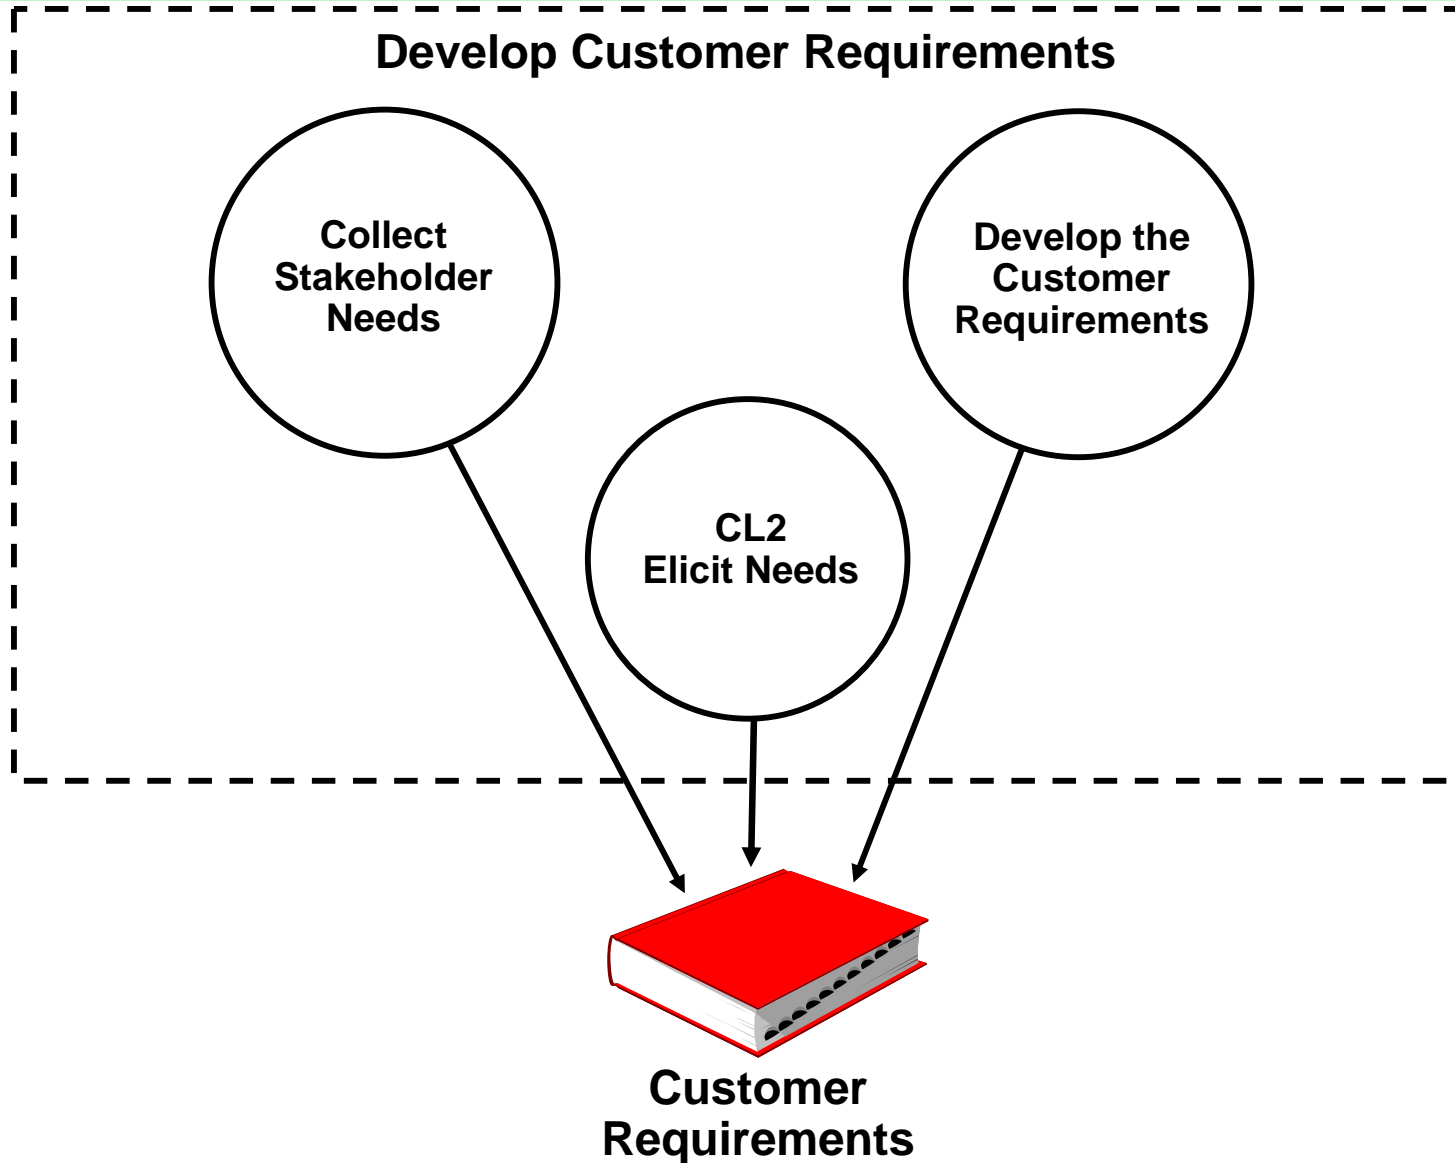 Develop Customer Requirements
Collect
Stakeholder
Needs
Develop the
Customer
Requirements
CL2
Elicit Needs
Customer
Requirements